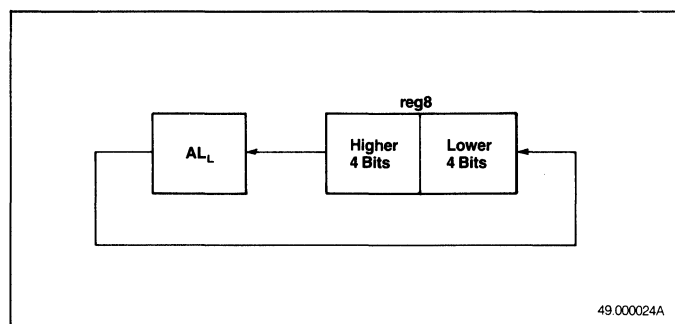 reg8
AL_L
Higher
4 Bits
Lower
4 Bits
49.000024A